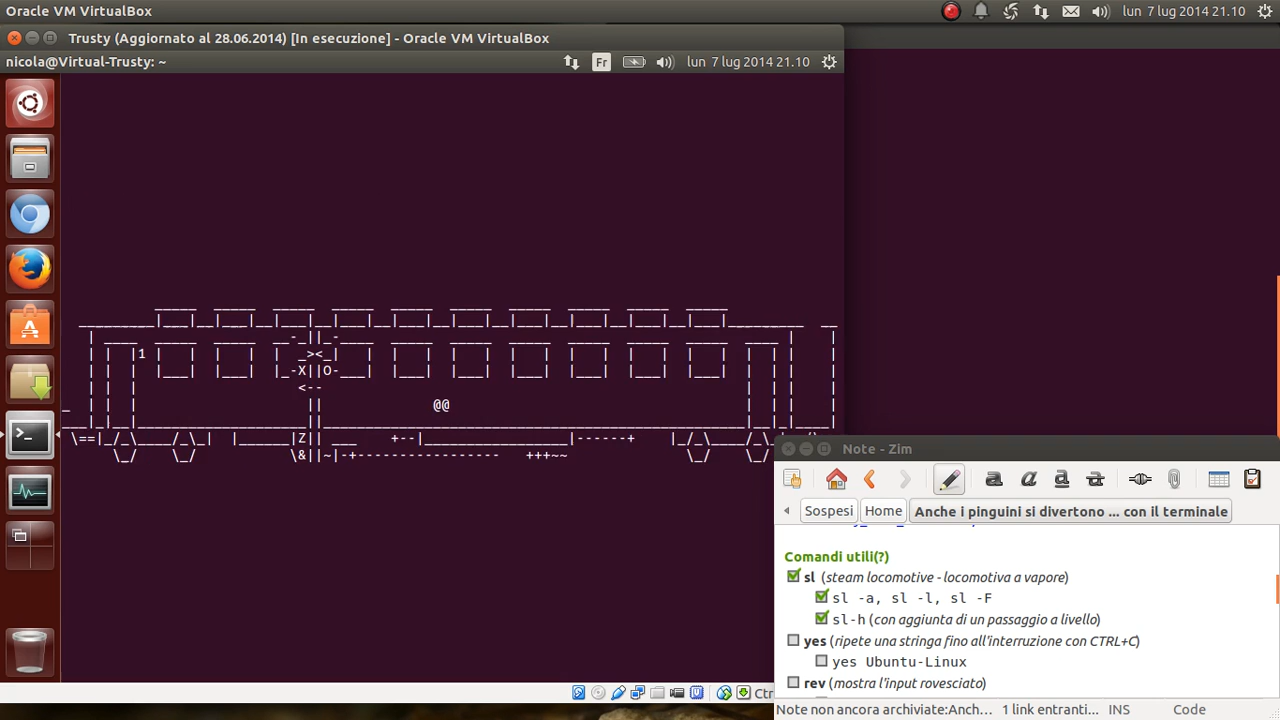 Oracle VM VirtualBox
lun 7 lug 2014 21.10
Trusty (Aggiornato al 28.06.2014) [In esecuzione] - Oracle VM VirtualBox
nicola@Virtual-Trusty: ~
Fr
lun 7 lug 2014 21.10
Note - Zim
Sospesi
Home
Anche i pinguini si divertono ... con il terminale
Comandi utili(?)
sl (steam locomotive - locomotiva a vapore)
sl -a, sl -l, sl -F
sl-h (con aggiunta di un passaggio a livello)
yes (ripete una stringa fino all'interruzione con CTRL+C)
yes Ubuntu-Linux
rev (mostra l'input rovesciato)
Note non ancora archiviate:Anch...
1 link entranti...
INS
Code